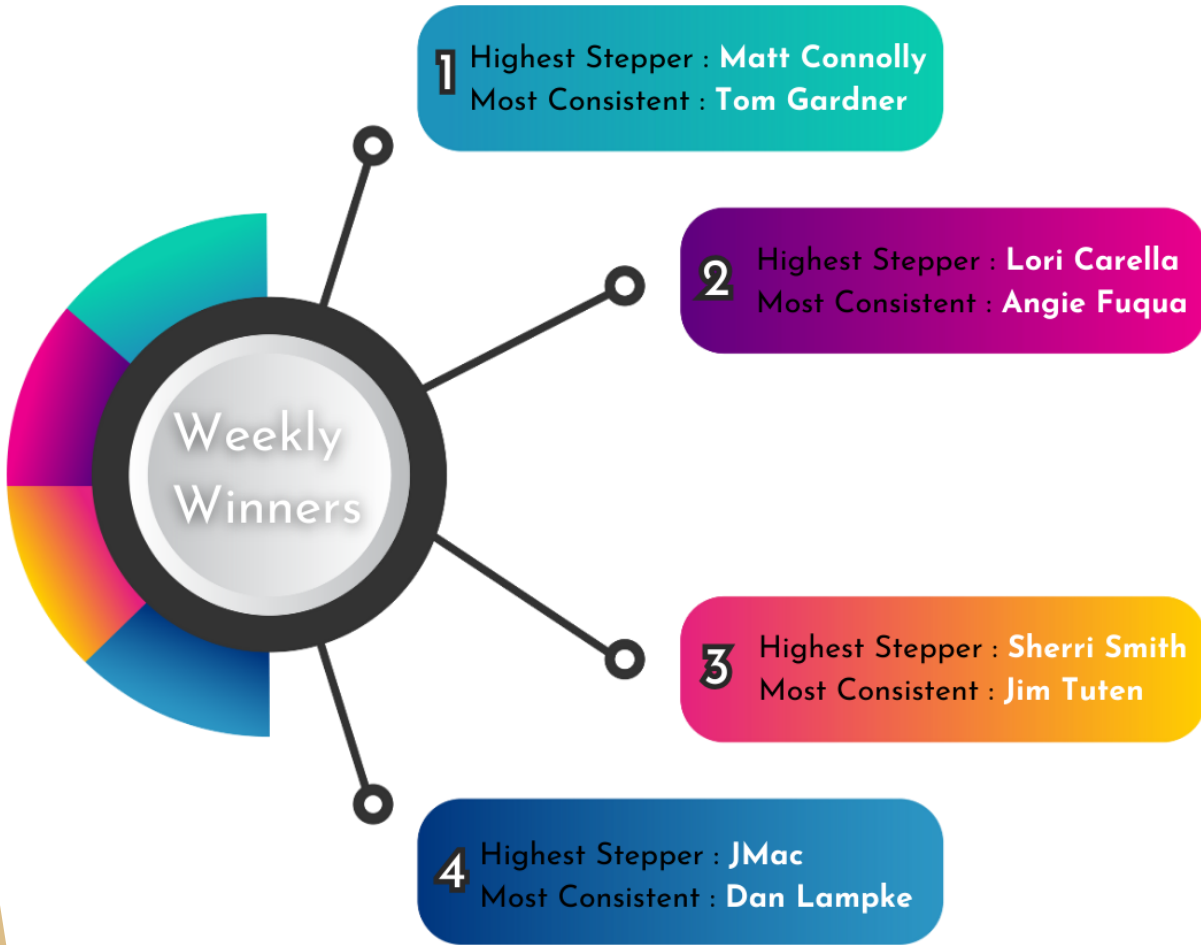 1
Highest Stepper : Matt Connolly
Most Consistent : Tom Gardner
2
Highest Stepper : Lori Carella
Most Consistent : Angie Fuqua
Weekly
Winners
3
Highest Stepper : Sherri Smith
Most Consistent : Jim Tuten
4
Highest Stepper : JMac
Most Consistent : Dan Lampke